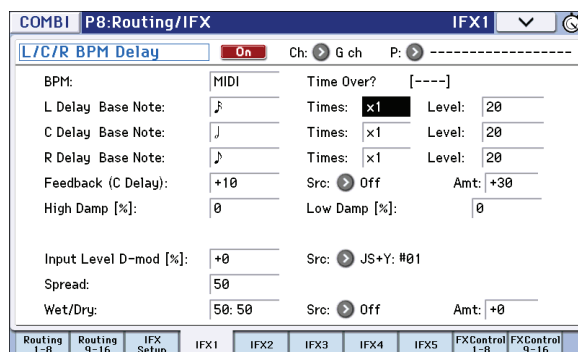 COMBI P8:Routing/IFX IFX1
L/C/R BPM Delay On Ch: G ch P: ------------------
BPM: MIDI Time Over? [----]
L Delay Base Note: Times: x1 Level: 20
C Delay Base Note: Times: x1 Level: 20
R Delay Base Note: Times: x1 Level: 20
Feedback (C Delay): +10 Src: Off Amt: +30
High Damp [%]: 0 Low Damp [%]: 0
Input Level D-mod [%]: +0 Src: JS+Y: #01
Spread: 50
Wet/Dry: 50:50 Src: Off Amt: +0
Routing 1-8 Routing 9-16 IFX Setup IFX1 IFX2 IFX3 IFX4 IFX5 FXControl 1-8 FXControl 9-16